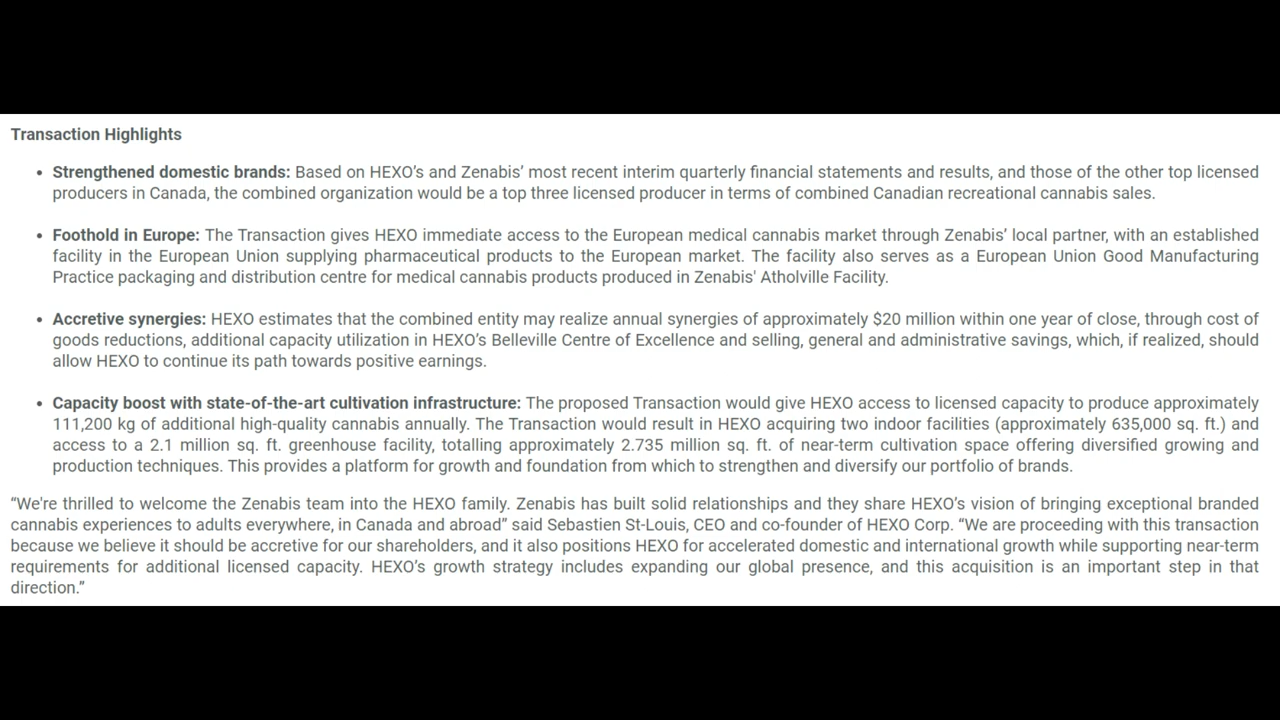 Transaction Highlights
• Strengthened domestic brands: Based on HEXO’s and Zenabis’ most recent interim quarterly financial statements and results, and those of the other top licensed
producers in Canada, the combined organization would be a top three licensed producer in terms of combined Canadian recreational cannabis sales.
• Foothold in Europe: The Transaction gives HEXO immediate access to the European medical cannabis market through Zenabis’ local partner, with an established
facility in the European Union supplying pharmaceutical products to the European market. The facility also serves as a European Union Good Manufacturing
Practice packaging and distribution centre for medical cannabis products produced in Zenabis' Atholville Facility.
• Accretive synergies: HEXO estimates that the combined entity may realize annual synergies of approximately $20 million within one year of close, through cost of
goods reductions, additional capacity utilization in HEXO’s Belleville Centre of Excellence and selling, general and administrative savings, which, if realized, should
allow HEXO to continue its path towards positive earnings.
• Capacity boost with state-of-the-art cultivation infrastructure: The proposed Transaction would give HEXO access to licensed capacity to produce approximately
111,200 kg of additional high-quality cannabis annually. The Transaction would result in HEXO acquiring two indoor facilities (approximately 635,000 sq. ft.) and
access to a 2.1 million sq. ft. greenhouse facility, totalling approximately 2.735 million sq. ft. of near-term cultivation space offering diversified growing and
production techniques. This provides a platform for growth and foundation from which to strengthen and diversify our portfolio of brands.
“We're thrilled to welcome the Zenabis team into the HEXO family. Zenabis has built solid relationships and they share HEXO’s vision of bringing exceptional branded
cannabis experiences to adults everywhere, in Canada and abroad” said Sebastien St-Louis, CEO and co-founder of HEXO Corp. “We are proceeding with this transaction
because we believe it should be accretive for our shareholders, and it also positions HEXO for accelerated domestic and international growth while supporting near-term
requirements for additional licensed capacity. HEXO’s growth strategy includes expanding our global presence, and this acquisition is an important step in that
direction.”